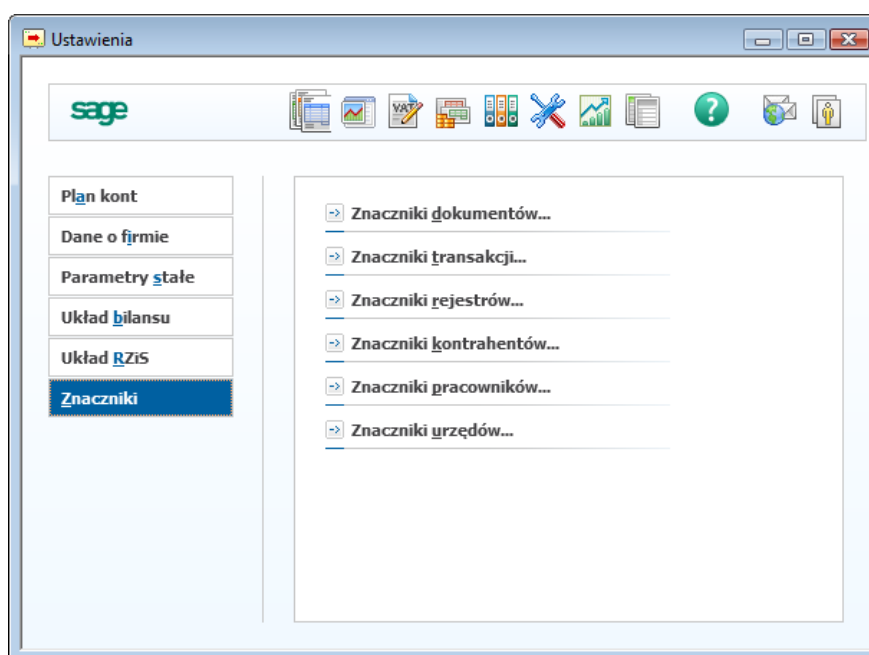 Ustawienia
sage
VAT
?
Plan kont
Dane o firmie
Parametry stałe
Układ bilansu
Układ RZiS
Znaczniki
Znaczniki dokumentów...
Znaczniki transakcji...
Znaczniki rejestrów...
Znaczniki kontrahentów...
Znaczniki pracowników...
Znaczniki urzędów...